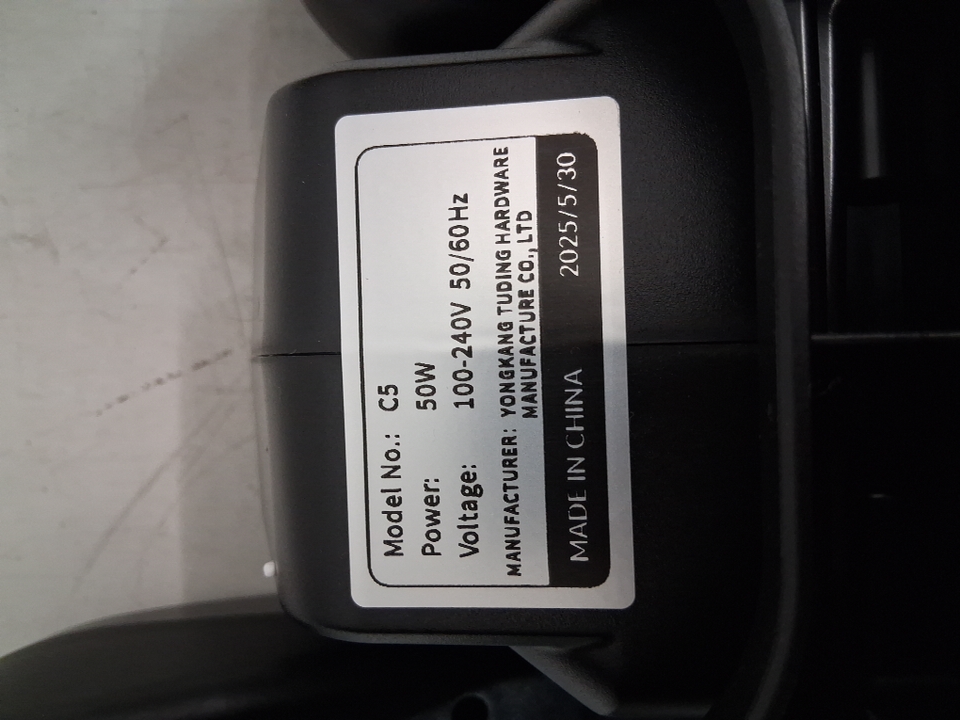 Model No.: C5
Power: 50W
Voltage: 100-240V 50/60Hz
MANUFACTURER: YONGKANG TUDING HARDWARE
MANUFACTURE CO., LTD
MADE IN CHINA 2025/5/30